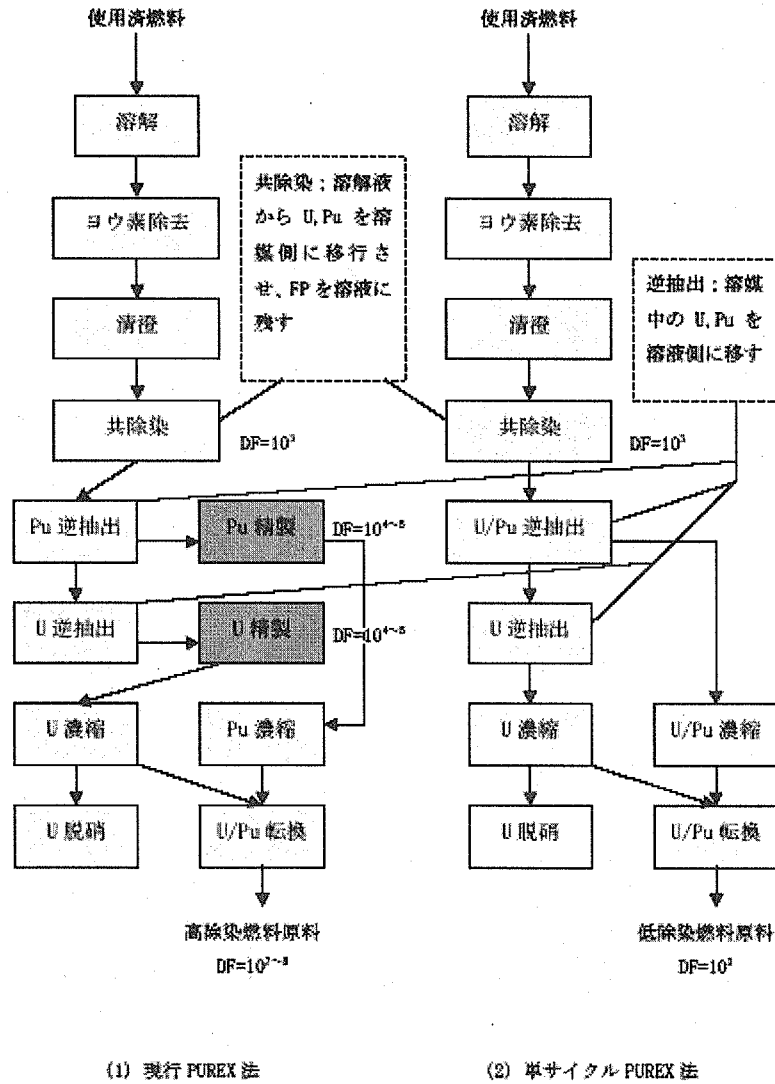 使用済燃料
溶解
ヨウ素除去
清澄
共除染
DF=10³
Pu 逆抽出
Pu 精製
DF=10⁴~⁵
U 逆抽出
U 精製
DF=10⁴~⁵
U 濃縮
Pu 濃縮
U 脱硝
U/Pu 転換
高除染燃料原料
DF=10⁷~⁸
(1) 現行 PUREX 法
共除染；溶解液
から U,Pu を溶
媒側に移行さ
せ、FP を溶液に
残す
使用済燃料
溶解
ヨウ素除去
清澄
共除染
DF=10³
逆抽出；溶媒
中の U,Pu を
溶液側に移す
U/Pu 逆抽出
U 逆抽出
U 濃縮
U/Pu 濃縮
U 脱硝
U/Pu 転換
低除染燃料原料
DF=10³
(2) 単サイクル PUREX 法